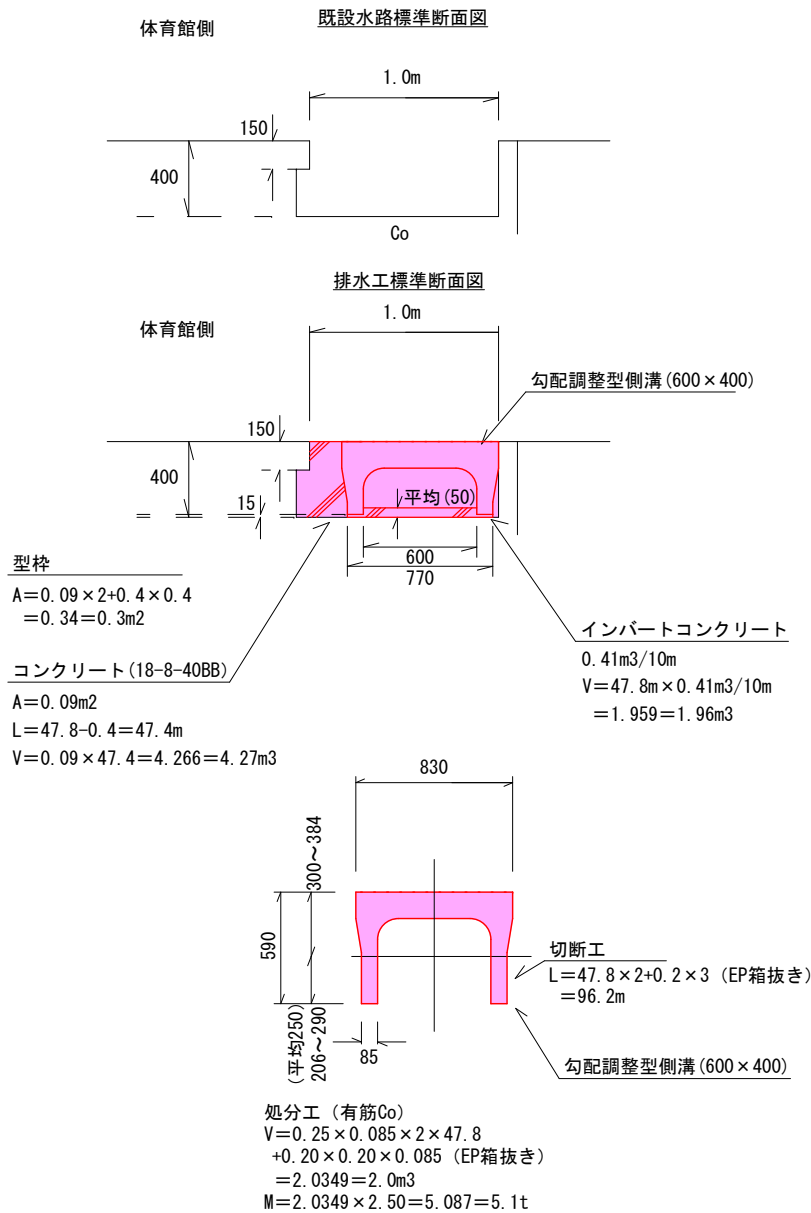 既設水路標準断面図
体育館側
1.0m
150
400
Co
排水工標準断面図
1.0m
体育館側
勾配調整型側溝(600×400)
150
400
15
平均(50)
600
770
型枠
A=0.09×2+0.4×0.4
=0.34=0.3m2
インバートコンクリート
0.41m3/10m
V=47.8m×0.41m3/10m
=1.959=1.96m3
コンクリート(18-8-40BB)
A=0.09m2
L=47.8-0.4=47.4m
V=0.09×47.4=4.266=4.27m3
830
300~384
590
切断工
L=47.8×2+0.2×3 (EP箱抜き)
=96.2m
(平均250)
206~290
85
勾配調整型側溝(600×400)
処分工 (有筋Co)
V=0.25×0.085×2×47.8
+0.20×0.20×0.085 (EP箱抜き)
=2.0349=2.0m3
M=2.0349×2.50=5.087=5.1t